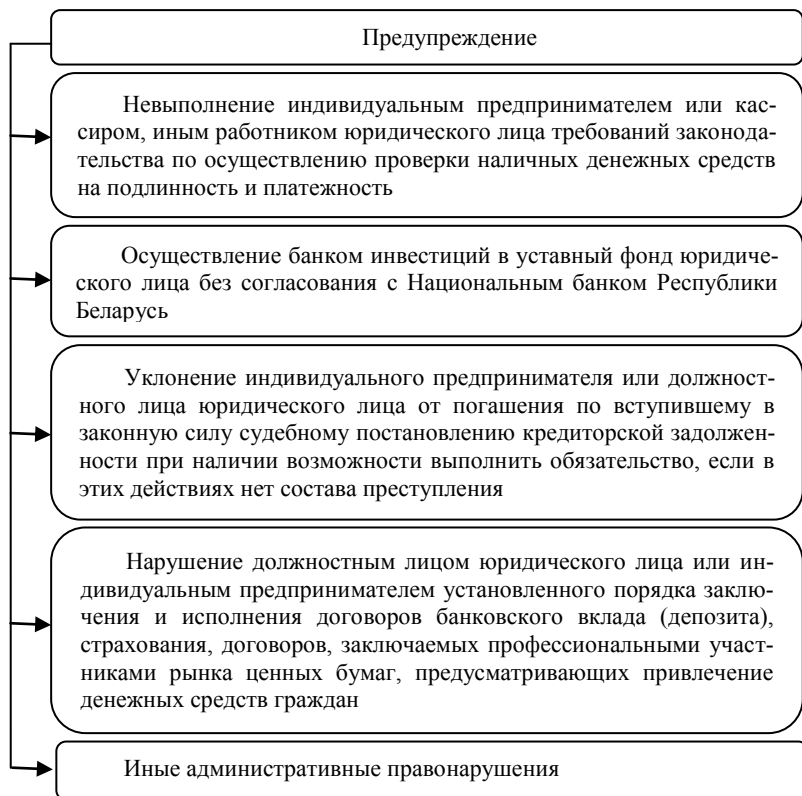 Предупреждение
Невыполнение индивидуальным предпринимателем или кас-
сиром, иным работником юридического лица требований законода-
тельства по осуществлению проверки наличных денежных средств
на подлинность и платежность
Осуществление банком инвестиций в уставный фонд юриди-
ческого лица без согласования с Национальным банком Республики
Беларусь
Уклонение индивидуального предпринимателя или должност-
ного лица юридического лица от погашения по вступившему в
законную силу судебному постановлению кредиторской задолжен-
ности при наличии возможности выполнить обязательство, если в
этих действиях нет состава преступления
Нарушение должностным лицом юридического лица или ин-
дивидуальным предпринимателем установленного порядка заклю-
чения и исполнения договоров банковского вклада (депозита),
страхования, договоров, заключаемых профессиональными участ-
никами рынка ценных бумаг, предусматривающих привлечение
денежных средств граждан
Иные административные правонарушения